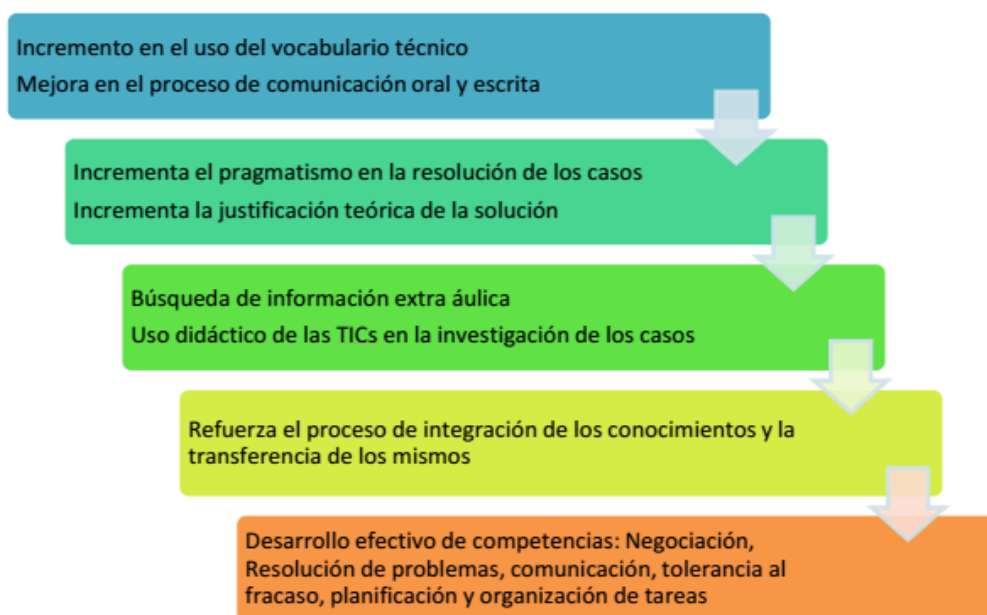 Incremento en el uso del vocabulario técnico
Mejora en el proceso de comunicación oral y escrita
Incrementa el pragmatismo en la resolución de los casos
Incrementa la justificación teórica de la solución
Búsqueda de información extra áulica
Uso didáctico de las TICs en la investigación de los casos
Refuerza el proceso de integración de los conocimientos y la
transferencia de los mismos
Desarrollo efectivo de competencias: Negociación,
Resolución de problemas, comunicación, tolerancia al
fracaso, planificación y organización de tareas